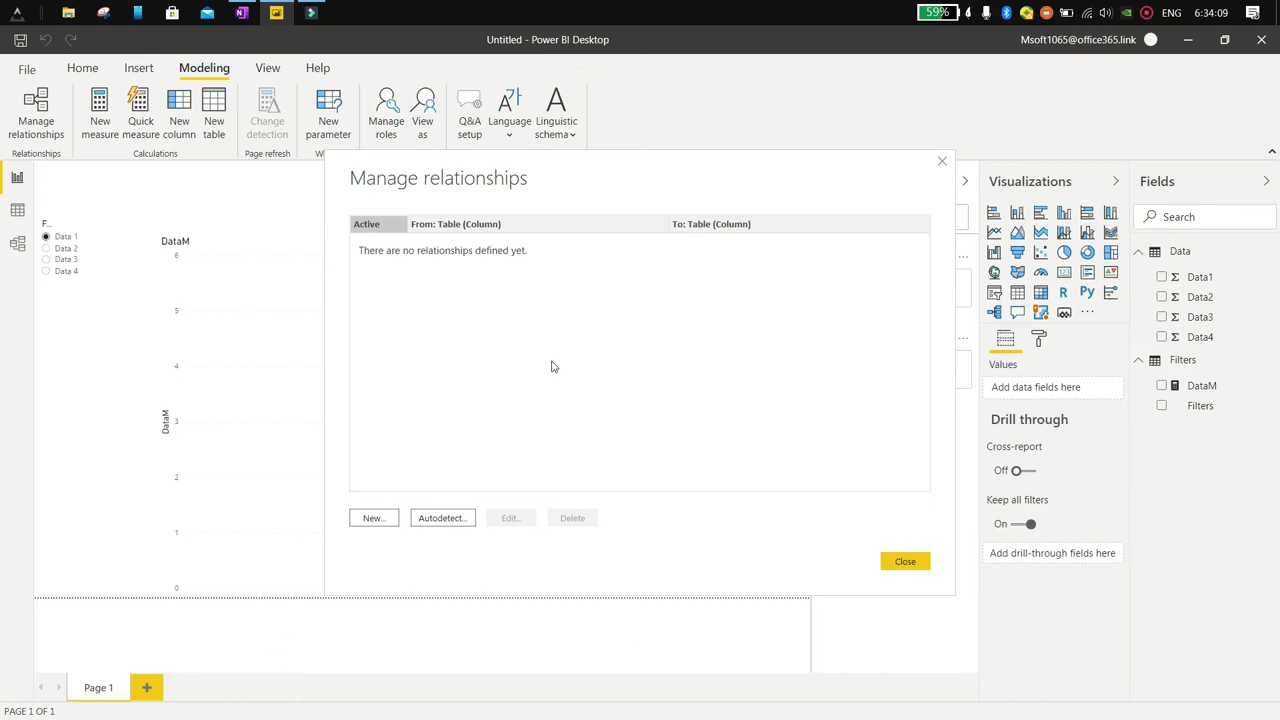 59%
ENG
6:34:09
Untitled - Power BI Desktop
Msoft1065@office365.link
File
Home
Insert
Modeling
View
Help
Manage relationships
New measure
Quick measure
New column
New table
Change detection
New parameter
Manage roles
View as
Q&A setup
Language
Linguistic schema
Relationships
Calculations
Page refresh
Manage relationships
Active
From: Table (Column)
To: Table (Column)
There are no relationships defined yet.
New...
Autodetect...
Edit...
Delete
Close
F...
Data 1
Data 2
Data 3
Data 4
DataM
6
5
4
3
2
1
0
DataM
Visualizations
R
Py
Values
Add data fields here
Drill through
Cross-report
Off
Keep all filters
On
Add drill-through fields here
Fields
Search
Data
Data1
Data2
Data3
Data4
Filters
DataM
Filters
Page 1
PAGE 1 OF 1